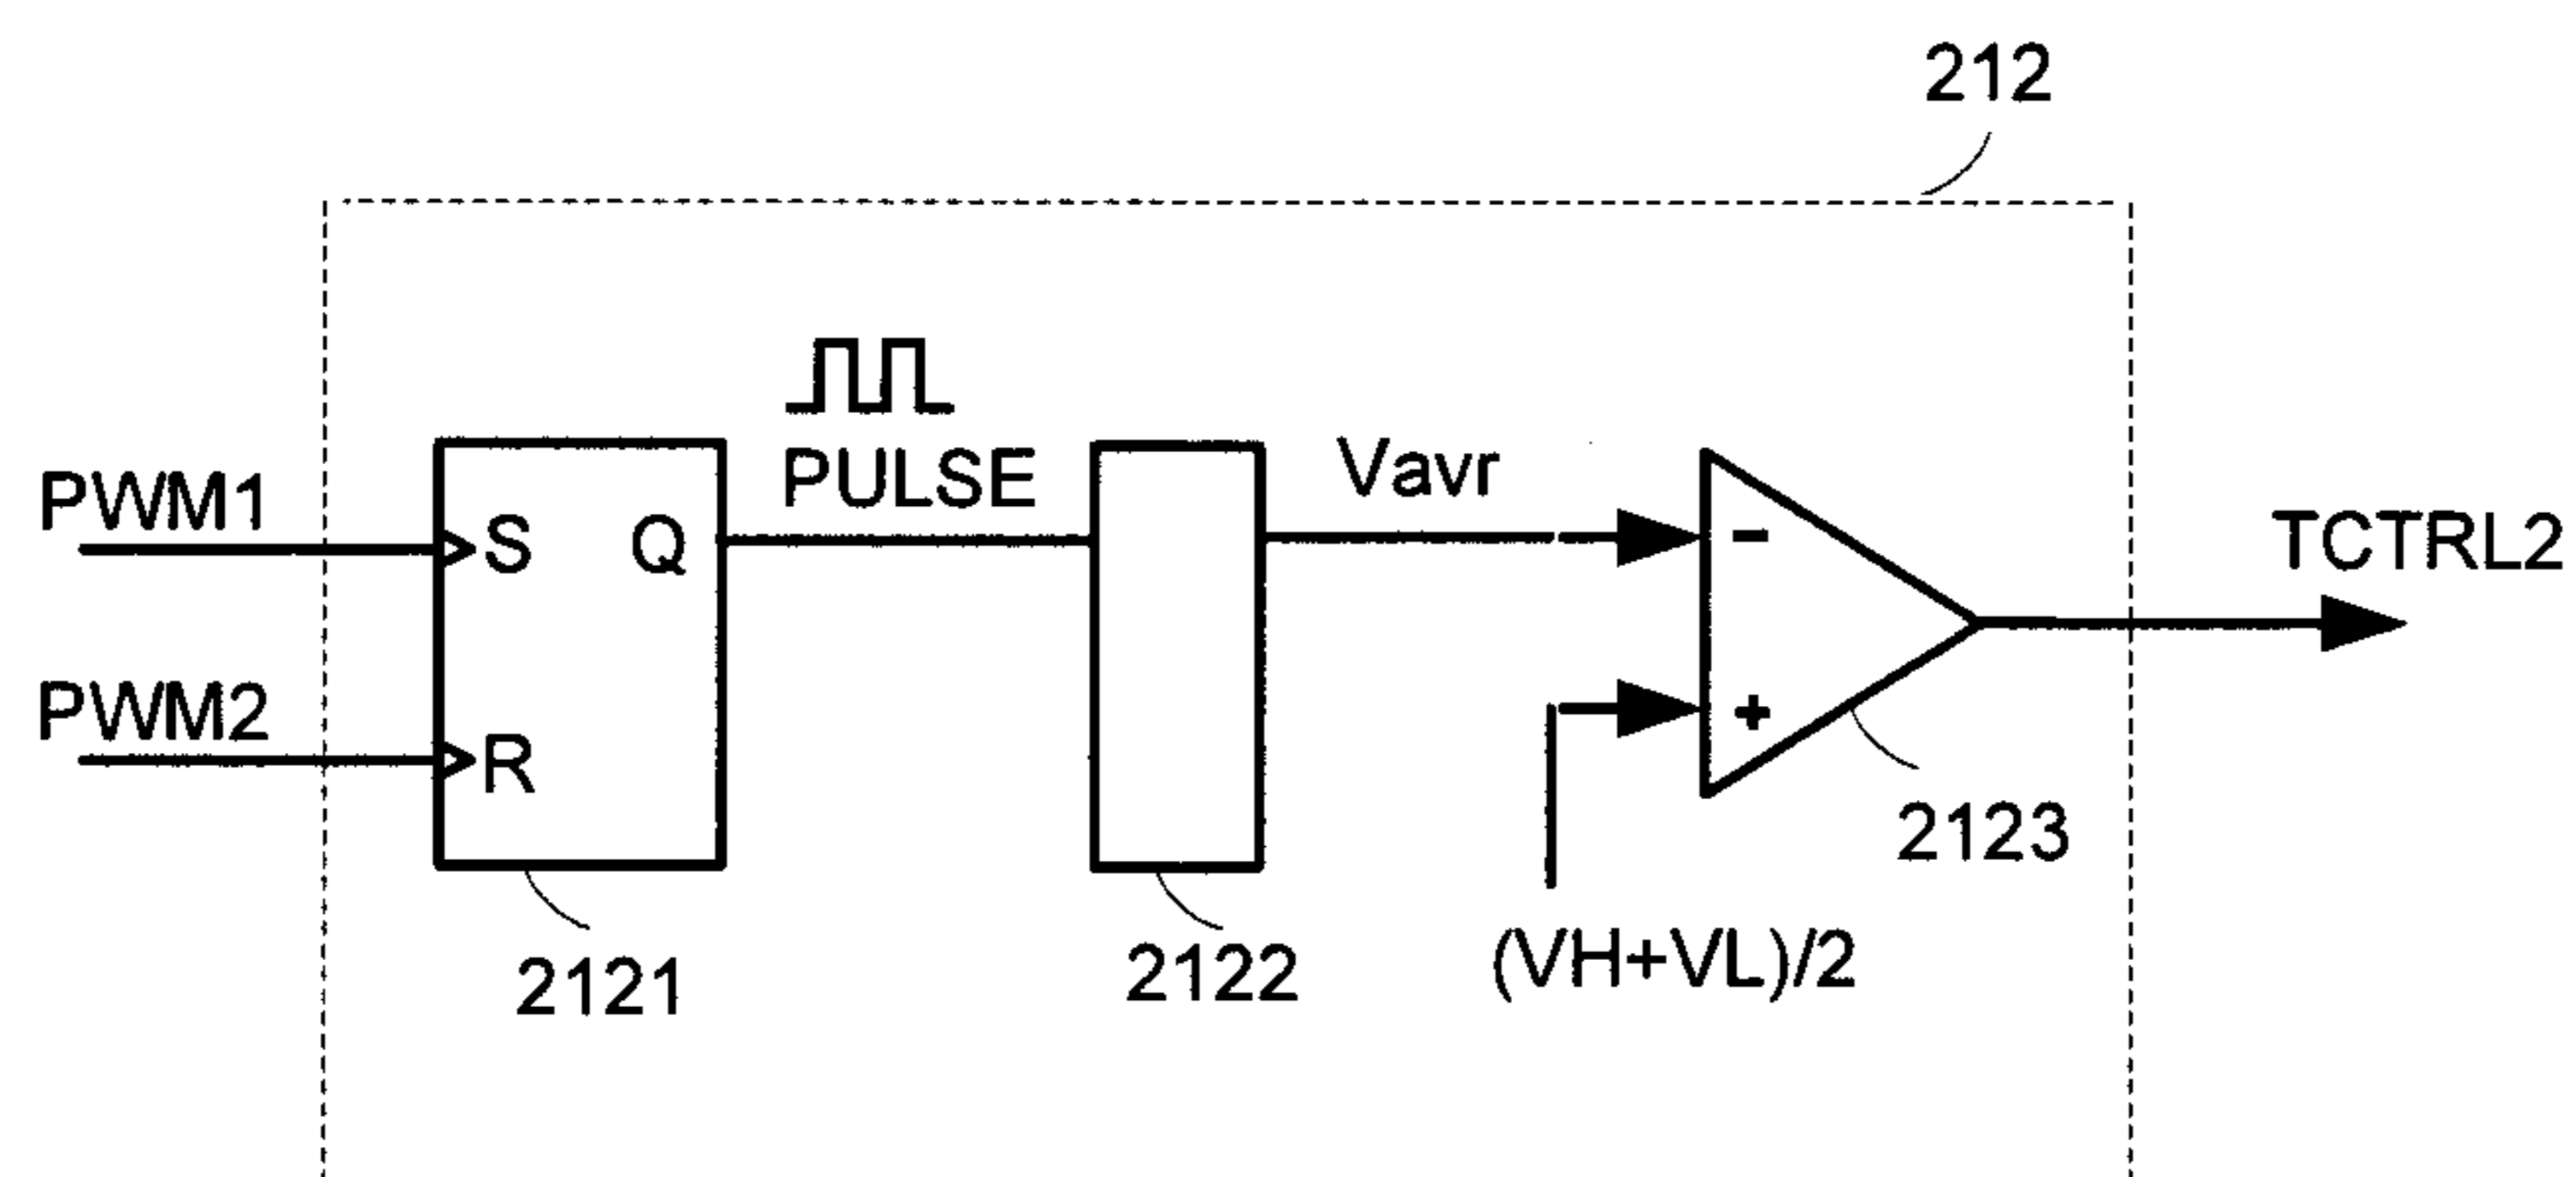 212
PULSE
Vavr
PWM1
S
Q
-
TCTRL2
PWM2
R
+
2123
(VH+VL)/2
2121
2122